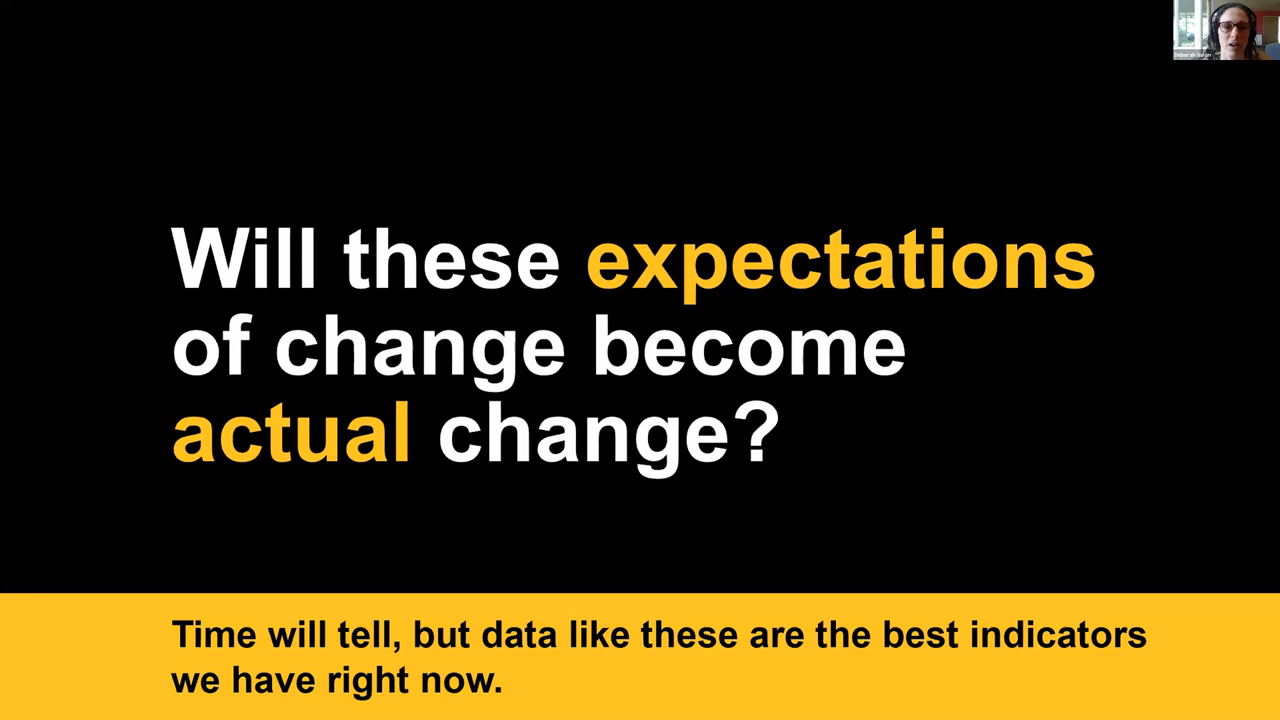 Will these expectations
of change become
actual change?
Time will tell, but data like these are the best indicators
we have right now.